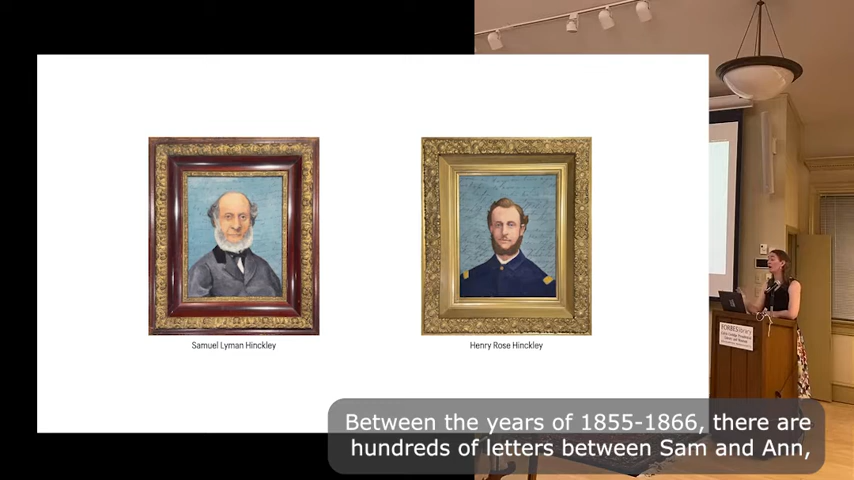 Samuel Lyman Hinckley
Henry Rose Hinckley
FORBES
Between the years of 1855-1866, there are
hundreds of letters between Sam and Ann,